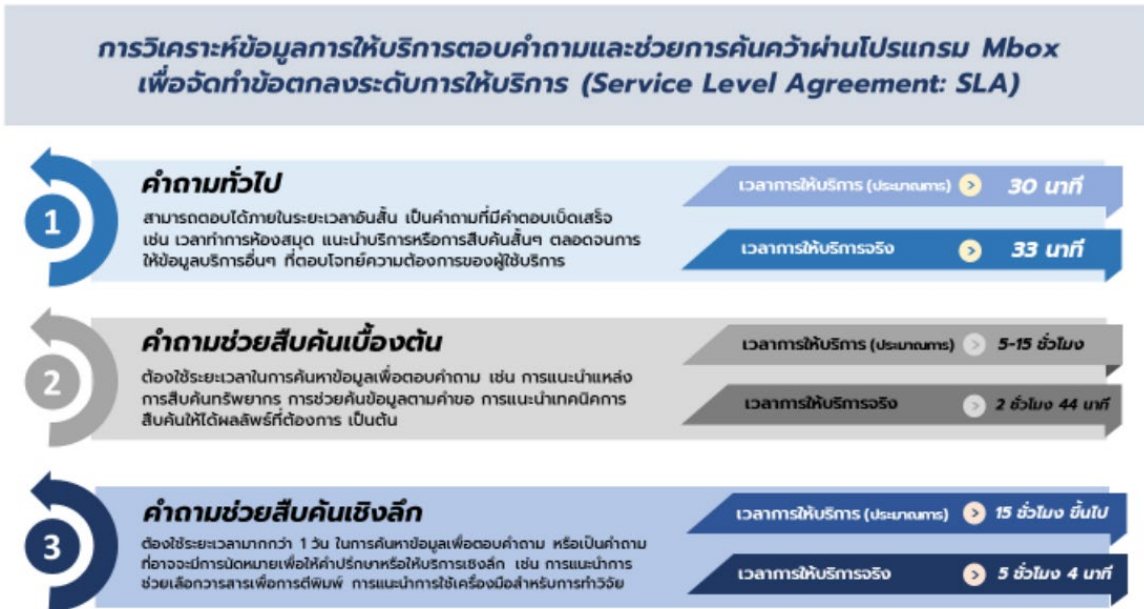 การวิเคราะห์ข้อมูลการให้บริการตอบคำถามและช่วยการค้นคว้าผ่านโปรแกรม Mbox
เพื่อจัดทำข้อตกลงระดับการให้บริการ (Service Level Agreement: SLA)
1
คำถามทั่วไป
สามารถตอบได้ภายในระยะเวลาอันสั้น เป็นคำถามที่มีคำตอบเบ็ดเสร็จ
เช่น เวลาทำการห้องสมุด แนะนำบริการหรือการสืบค้นสั้นๆ ตลอดจนการ
ให้ข้อมูลบริการอื่นๆ ที่ตอบโจทย์ความต้องการของผู้ใช้บริการ
เวลาการให้บริการ (ประมาณการ) 30 นาที
เวลาการให้บริการจริง 33 นาที
2
คำถามช่วยสืบค้นเบื้องต้น
ต้องใช้ระยะเวลาในการค้นหาข้อมูลเพื่อตอบคำถาม เช่น การแนะนำแหล่ง
การสืบค้นทรัพยากร การช่วยค้นข้อมูลตามคำขอ การแนะนำเทคนิคการ
สืบค้นให้ได้ผลลัพธ์ที่ต้องการ เป็นต้น
เวลาการให้บริการ (ประมาณการ) 5-15 ชั่วโมง
เวลาการให้บริการจริง 2 ชั่วโมง 44 นาที
3
คำถามช่วยสืบค้นเชิงลึก
ต้องใช้ระยะเวลามากกว่า 1 วัน ในการค้นหาข้อมูลเพื่อตอบคำถาม หรือเป็นคำถาม
ที่อาจจะมีการนัดหมายเพื่อให้คำปรึกษาหรือให้บริการเชิงลึก เช่น การแนะนำการ
ช่วยเลือกวารสารเพื่อการตีพิมพ์ การแนะนำการใช้เครื่องมือสำหรับการทำวิจัย
เวลาการให้บริการ (ประมาณการ) 15 ชั่วโมง ขึ้นไป
เวลาการให้บริการจริง 5 ชั่วโมง 4 นาที